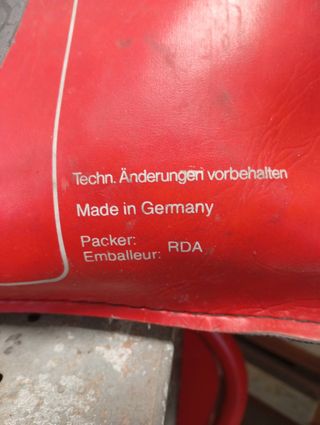 Techn. Änderungen vorbehalten
Made in Germany
Packer:
Emballeur: RDA